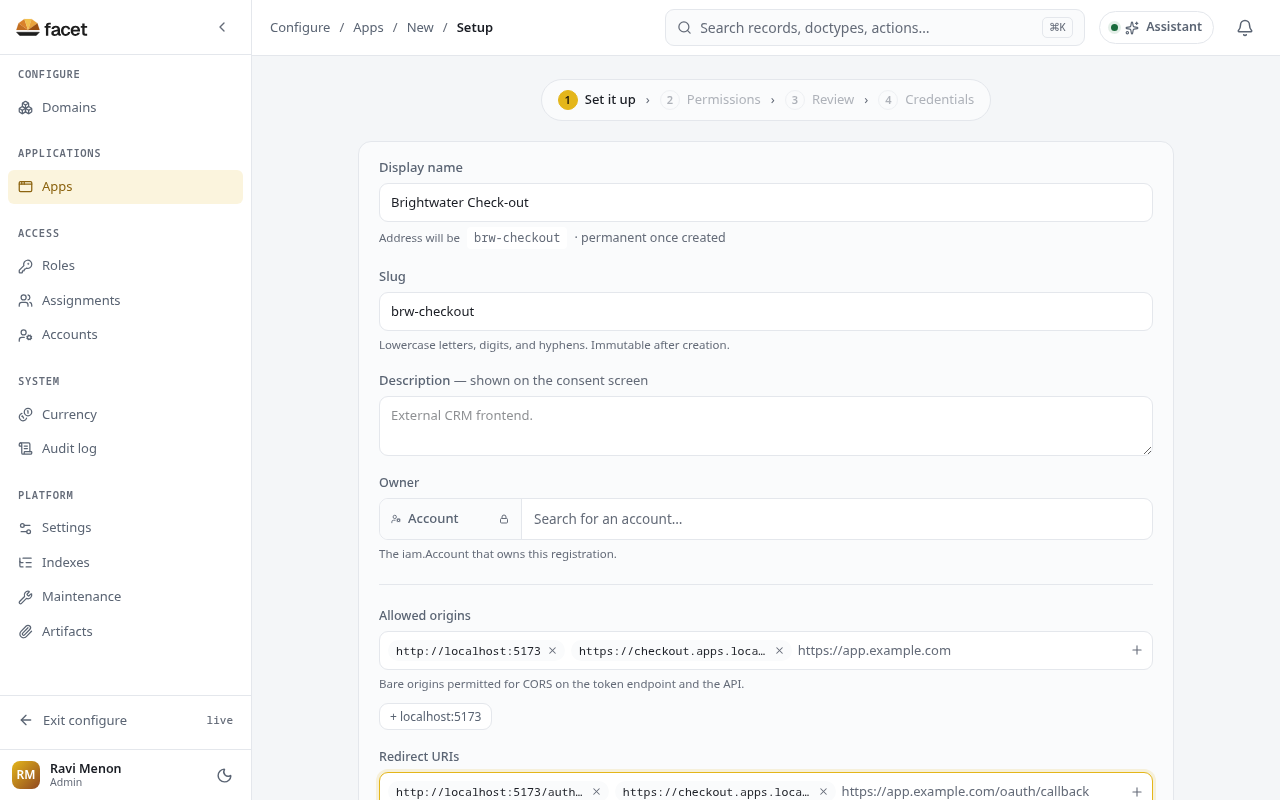 facet
Configure / Apps / New / Setup
Search records, doctypes, actions... ⌘K
Assistant
CONFIGURE
Domains
APPLICATIONS
Apps
ACCESS
Roles
Assignments
Accounts
SYSTEM
Currency
Audit log
PLATFORM
Settings
Indexes
Maintenance
Artifacts
Exit configure live
RM Ravi Menon
Admin
1 Set it up › 2 Permissions › 3 Review › 4 Credentials
Display name
Brightwater Check-out
Address will be brw-checkout · permanent once created
Slug
brw-checkout
Lowercase letters, digits, and hyphens. Immutable after creation.
Description — shown on the consent screen
External CRM frontend.
Owner
Account Search for an account...
The iam.Account that owns this registration.
Allowed origins
http://localhost:5173 × https://checkout.apps.loca… × https://app.example.com +
Bare origins permitted for CORS on the token endpoint and the API.
+ localhost:5173
Redirect URIs
http://localhost:5173/auth… × https://checkout.apps.loca… × https://app.example.com/oauth/callback +